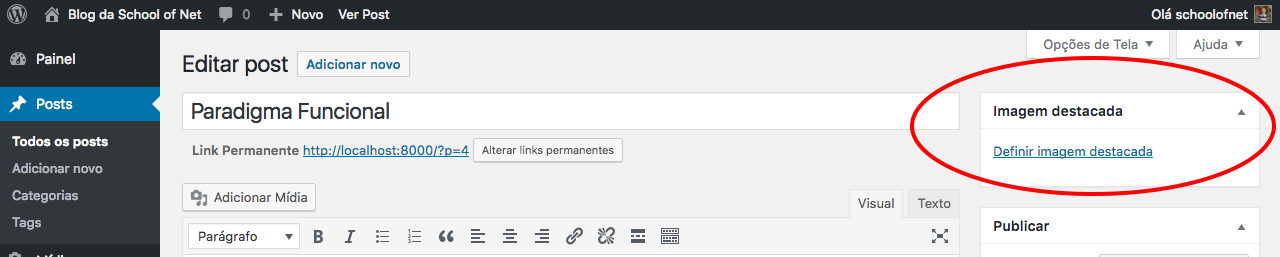 Blog da School of Net 0 Novo Ver Post Olá schoolofnet
Opções de Tela Ajuda
Painel
Posts
Todos os posts
Adicionar novo
Categorias
Tags
Editar post Adicionar novo
Paradigma Funcional
Link Permanente http://localhost:8000/?p=4 Alterar links permanentes
Adicionar Mídia
Visual Texto
Parágrafo B I
Imagem destacada
Definir imagem destacada
Publicar